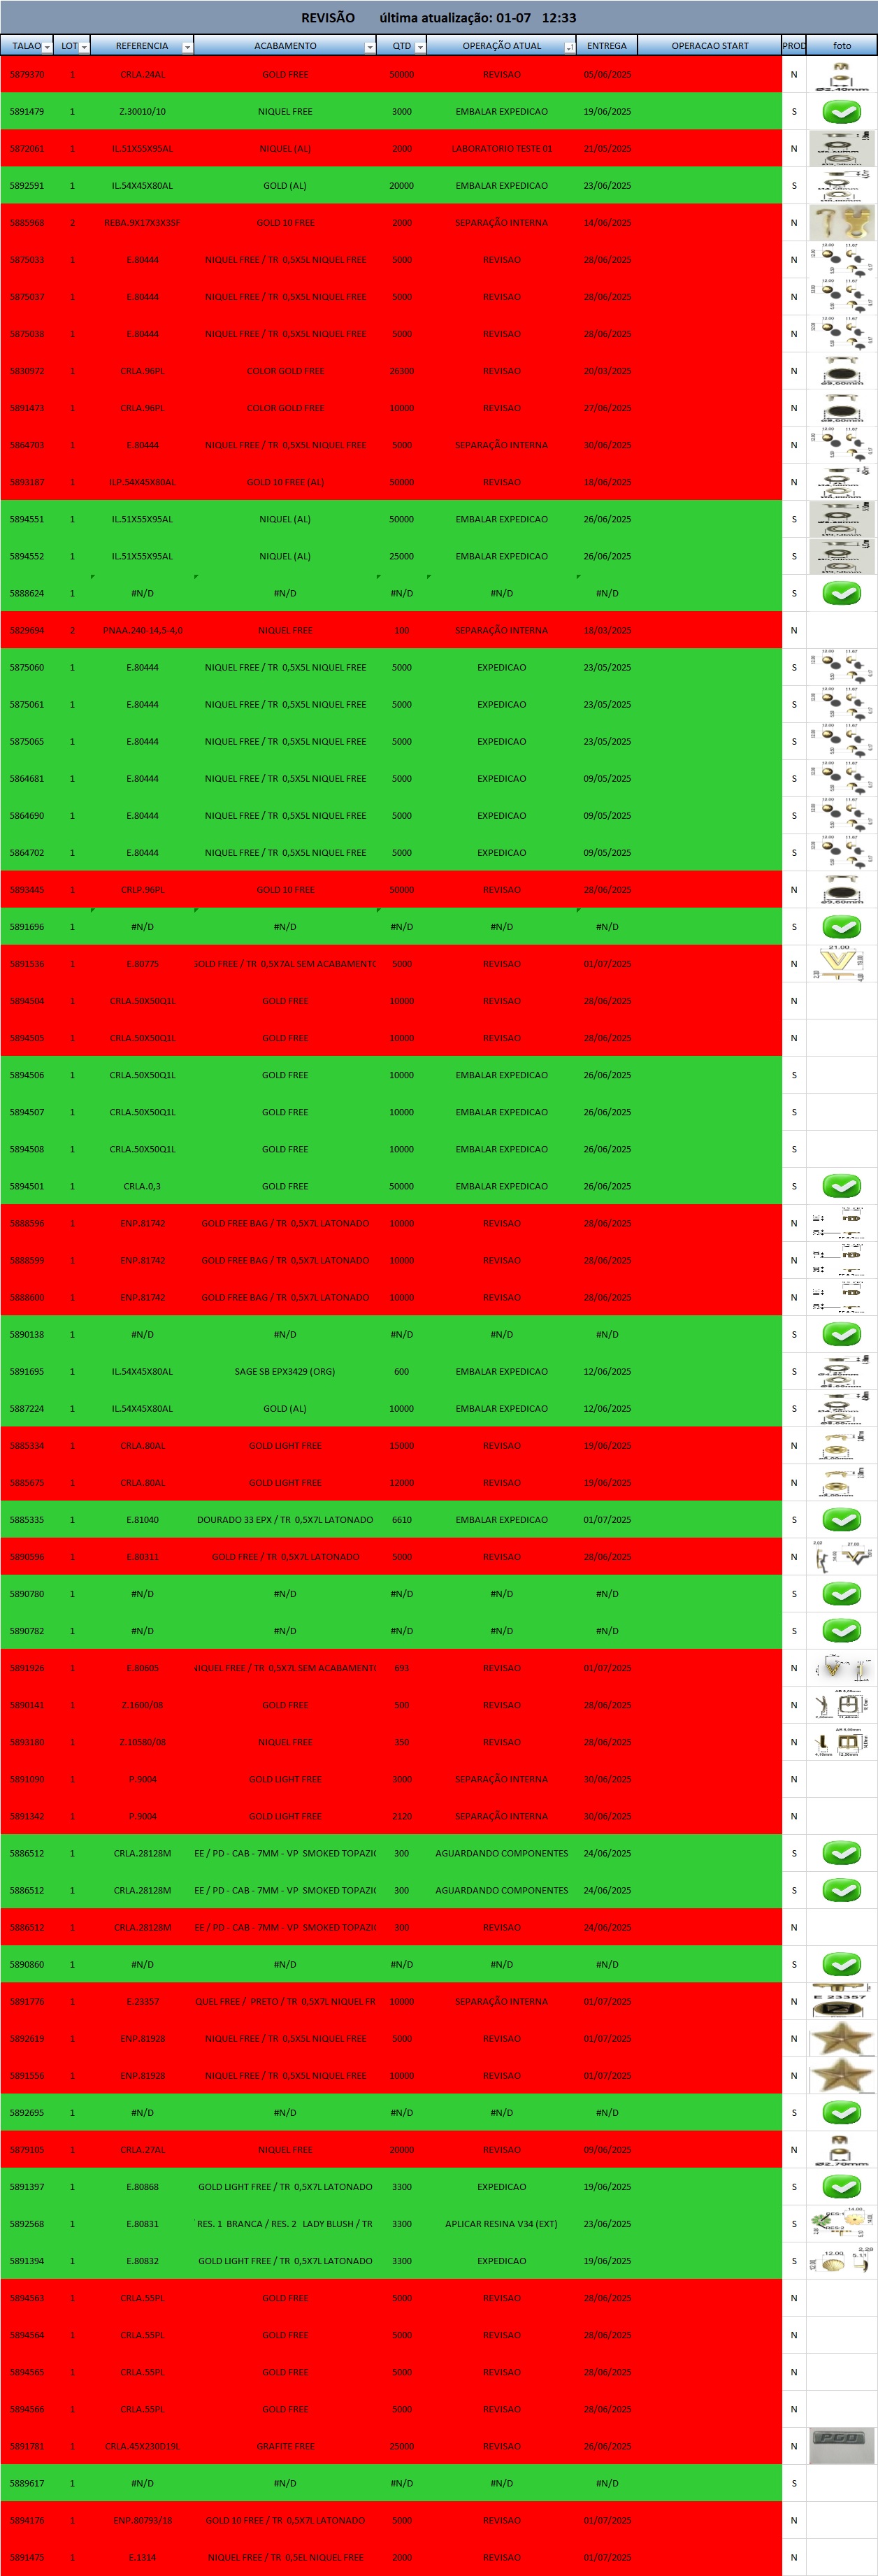 REVISÃO última atualização: 01-07 12:33
TALAO LOT REFERENCIA ACABAMENTO QTD OPERAÇÃO ATUAL ENTREGA OPERACAO START PROD foto
5879370 1 CRLA.24AL GOLD FREE 50000 REVISAO 05/06/2025 N
Ø2.40mm
5891479 1 Z.30010/10 NIQUEL FREE 3000 EMBALAR EXPEDICAO 19/06/2025 S
5872061 1 IL.51X55X95AL NIQUEL (AL) 2000 LABORATORIO TESTE 01 21/05/2025 N
5892591 1 IL.54X45X80AL GOLD (AL) 20000 EMBALAR EXPEDICAO 23/06/2025 S
5885968 2 REBA.9X17X3X35F GOLD 10 FREE 2000 SEPARAÇÃO INTERNA 14/06/2025 N
5875033 1 E.80444 NIQUEL FREE / TR 0,5X5L NIQUEL FREE 5000 REVISAO 28/06/2025 N
5875037 1 E.80444 NIQUEL FREE / TR 0,5X5L NIQUEL FREE 5000 REVISAO 28/06/2025 N
5875038 1 E.80444 NIQUEL FREE / TR 0,5X5L NIQUEL FREE 5000 REVISAO 28/06/2025 N
5830972 1 CRLA.96PL COLOR GOLD FREE 26300 REVISAO 20/03/2025 N
Ø9.60mm
5891473 1 CRLA.96PL COLOR GOLD FREE 10000 REVISAO 27/06/2025 N
Ø9.60mm
5864703 1 E.80444 NIQUEL FREE / TR 0,5X5L NIQUEL FREE 5000 SEPARAÇÃO INTERNA 30/06/2025 N
5893187 1 ILP.54X45X80AL GOLD 10 FREE (AL) 50000 REVISAO 18/06/2025 N
5894551 1 IL.51X55X95AL NIQUEL (AL) 50000 EMBALAR EXPEDICAO 26/06/2025 S
5894552 1 IL.51X55X95AL NIQUEL (AL) 25000 EMBALAR EXPEDICAO 26/06/2025 S
5888624 1 #N/D #N/D #N/D #N/D #N/D S
5829694 2 PNAA.240-14,5-4,0 NIQUEL FREE 100 SEPARAÇÃO INTERNA 18/03/2025 N
5875060 1 E.80444 NIQUEL FREE / TR 0,5X5L NIQUEL FREE 5000 EXPEDICAO 23/05/2025 S
5875061 1 E.80444 NIQUEL FREE / TR 0,5X5L NIQUEL FREE 5000 EXPEDICAO 23/05/2025 S
5875065 1 E.80444 NIQUEL FREE / TR 0,5X5L NIQUEL FREE 5000 EXPEDICAO 23/05/2025 S
5864681 1 E.80444 NIQUEL FREE / TR 0,5X5L NIQUEL FREE 5000 EXPEDICAO 09/05/2025 S
5864690 1 E.80444 NIQUEL FREE / TR 0,5X5L NIQUEL FREE 5000 EXPEDICAO 09/05/2025 S
5864702 1 E.80444 NIQUEL FREE / TR 0,5X5L NIQUEL FREE 5000 EXPEDICAO 09/05/2025 S
5893445 1 CRLP.96PL GOLD 10 FREE 50000 REVISAO 28/06/2025 N
Ø9.60mm
5891696 1 #N/D #N/D #N/D #N/D #N/D S
5891536 1 E.80775 GOLD FREE / TR 0,5X7AL SEM ACABAMENTO 5000 REVISAO 01/07/2025 N
21.00
5894504 1 CRLA.50X50Q1L GOLD FREE 10000 REVISAO 28/06/2025 N
5894505 1 CRLA.50X50Q1L GOLD FREE 10000 REVISAO 28/06/2025 N
5894506 1 CRLA.50X50Q1L GOLD FREE 10000 EMBALAR EXPEDICAO 26/06/2025 S
5894507 1 CRLA.50X50Q1L GOLD FREE 10000 EMBALAR EXPEDICAO 26/06/2025 S
5894508 1 CRLA.50X50Q1L GOLD FREE 10000 EMBALAR EXPEDICAO 26/06/2025 S
5894501 1 CRLA.0,3 GOLD FREE 50000 EMBALAR EXPEDICAO 26/06/2025 S
5888596 1 ENP.81742 GOLD FREE BAG / TR 0,5X7L LATONADO 10000 REVISAO 28/06/2025 N
5888599 1 ENP.81742 GOLD FREE BAG / TR 0,5X7L LATONADO 10000 REVISAO 28/06/2025 N
5888600 1 ENP.81742 GOLD FREE BAG / TR 0,5X7L LATONADO 10000 REVISAO 28/06/2025 N
5890138 1 #N/D #N/D #N/D #N/D #N/D S
5891695 1 IL.54X45X80AL SAGE SB EPX3429 (ORG) 600 EMBALAR EXPEDICAO 12/06/2025 S
5887224 1 IL.54X45X80AL GOLD (AL) 10000 EMBALAR EXPEDICAO 12/06/2025 S
5885334 1 CRLA.80AL GOLD LIGHT FREE 15000 REVISAO 19/06/2025 N
5885675 1 CRLA.80AL GOLD LIGHT FREE 12000 REVISAO 19/06/2025 N
5885335 1 E.81040 DOURADO 33 EPX / TR 0,5X7L LATONADO 6610 EMBALAR EXPEDICAO 01/07/2025 S
5890596 1 E.80311 GOLD FREE / TR 0,5X7L LATONADO 5000 REVISAO 28/06/2025 N
5890780 1 #N/D #N/D #N/D #N/D #N/D S
5890782 1 #N/D #N/D #N/D #N/D #N/D S
5891926 1 E.80605 NIQUEL FREE / TR 0,5X7L SEM ACABAMENTO 693 REVISAO 01/07/2025 N
5890141 1 Z.1600/08 GOLD FREE 500 REVISAO 28/06/2025 N
5893180 1 Z.10580/08 NIQUEL FREE 350 REVISAO 28/06/2025 N
5891090 1 P.9004 GOLD LIGHT FREE 3000 SEPARAÇÃO INTERNA 30/06/2025 N
5891342 1 P.9004 GOLD LIGHT FREE 2120 SEPARAÇÃO INTERNA 30/06/2025 N
5886512 1 CRLA.28128M EE / PD - CAB - 7MM - VP SMOKED TOPAZIO 300 AGUARDANDO COMPONENTES 24/06/2025 S
5886512 1 CRLA.28128M EE / PD - CAB - 7MM - VP SMOKED TOPAZIO 300 AGUARDANDO COMPONENTES 24/06/2025 S
5886512 1 CRLA.28128M EE / PD - CAB - 7MM - VP SMOKED TOPAZIO 300 REVISAO 24/06/2025 N
5890860 1 #N/D #N/D #N/D #N/D #N/D S
5891776 1 E.23357 QUEL FREE / PRETO / TR 0,5X7L NIQUEL FR 10000 SEPARAÇÃO INTERNA 01/07/2025 N
E 23357
5892619 1 ENP.81928 NIQUEL FREE / TR 0,5X5L NIQUEL FREE 5000 REVISAO 01/07/2025 N
5891556 1 ENP.81928 NIQUEL FREE / TR 0,5X5L NIQUEL FREE 10000 REVISAO 01/07/2025 N
5892695 1 #N/D #N/D #N/D #N/D #N/D S
5879105 1 CRLA.27AL NIQUEL FREE 20000 REVISAO 09/06/2025 N
Ø2.70mm
5891397 1 E.80868 GOLD LIGHT FREE / TR 0,5X7L LATONADO 3300 EXPEDICAO 19/06/2025 S
5892568 1 E.80831 RES. 1 BRANCA / RES. 2 LADY BLUSH / TR 3300 APLICAR RESINA V34 (EXT) 23/06/2025 S
5891394 1 E.80832 GOLD LIGHT FREE / TR 0,5X7L LATONADO 3300 EXPEDICAO 19/06/2025 S
12.00 5.11
5894563 1 CRLA.55PL GOLD FREE 5000 REVISAO 28/06/2025 N
5894564 1 CRLA.55PL GOLD FREE 5000 REVISAO 28/06/2025 N
5894565 1 CRLA.55PL GOLD FREE 5000 REVISAO 28/06/2025 N
5894566 1 CRLA.55PL GOLD FREE 5000 REVISAO 28/06/2025 N
5891781 1 CRLA.45X230D19L GRAFITE FREE 25000 REVISAO 26/06/2025 N
5889617 1 #N/D #N/D #N/D #N/D #N/D S
5894176 1 ENP.80793/18 GOLD 10 FREE / TR 0,5X7L LATONADO 5000 REVISAO 01/07/2025 N
5891475 1 E.1314 NIQUEL FREE / TR 0,5EL NIQUEL FREE 2000 REVISAO 01/07/2025 N